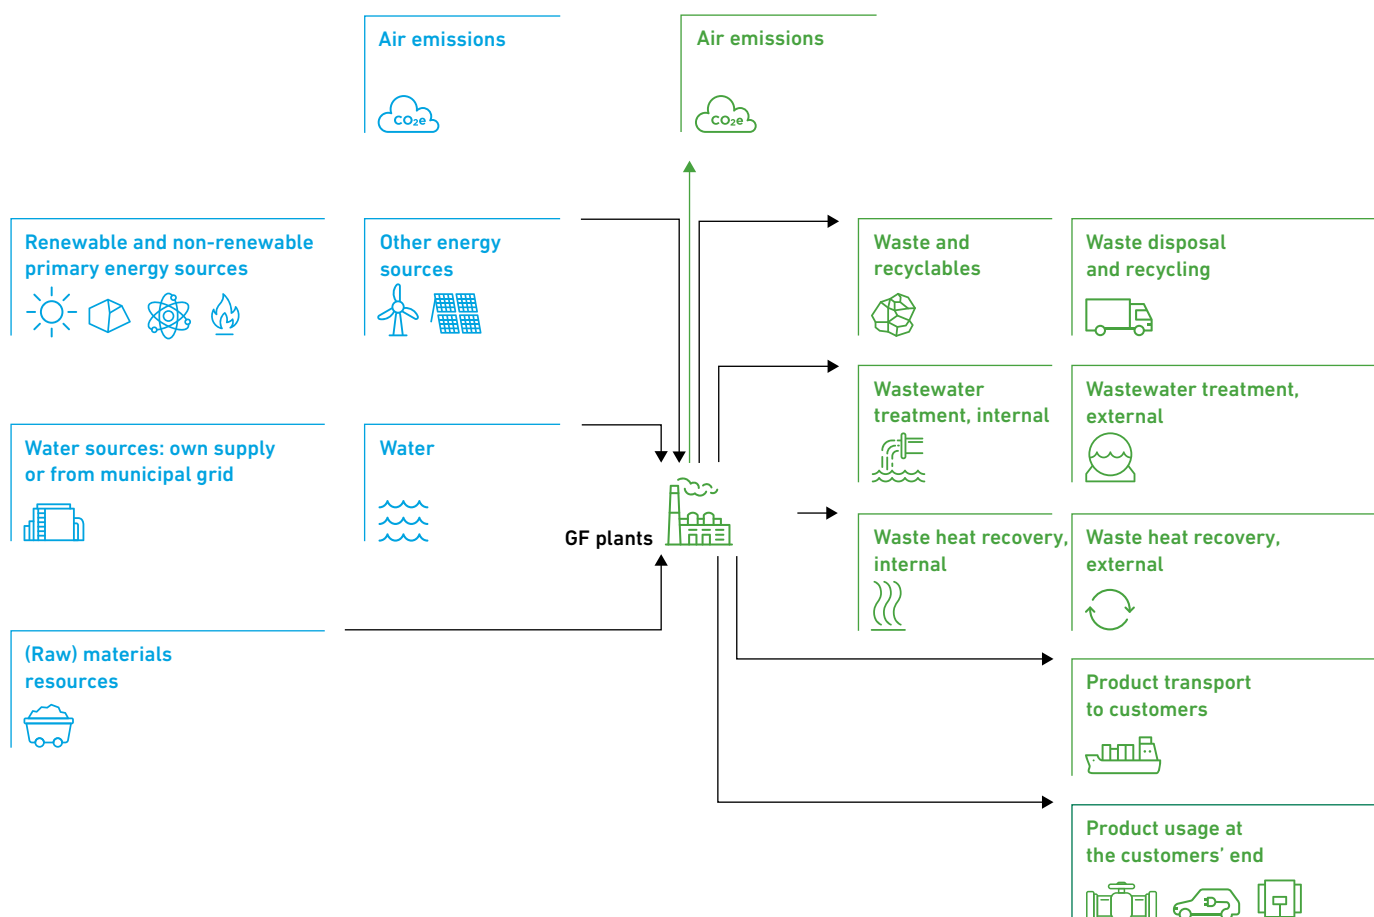 Air emissions
CO₂e
Air emissions
CO₂e
Renewable and non-renewable
primary energy sources
Other energy
sources
Waste and
recyclables
Waste disposal
and recycling
Wastewater
treatment, internal
Wastewater treatment,
external
Water sources: own supply
or from municipal grid
Water
GF plants
Waste heat recovery,
internal
Waste heat recovery,
external
(Raw) materials
resources
Product transport
to customers
Product usage at
the customers’ end